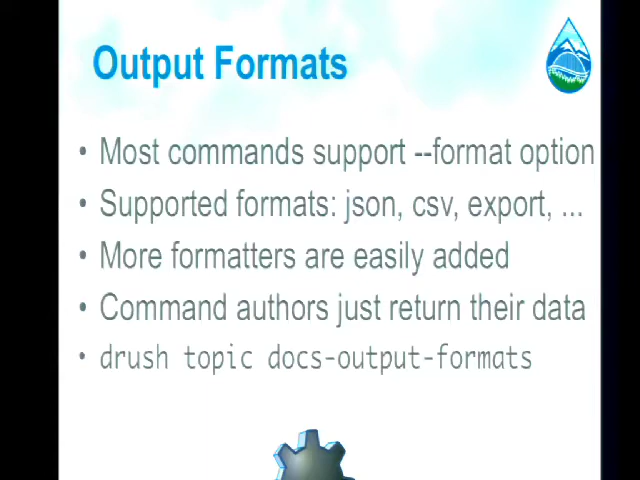 Output Formats
• Most commands support --format option
• Supported formats: json, csv, export, ...
• More formatters are easily added
• Command authors just return their data
• drush topic docs-output-formats